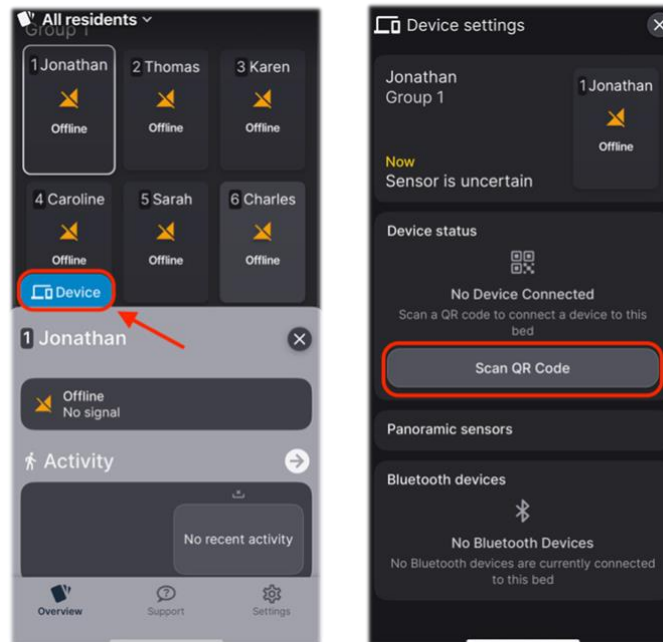 All residents
Group 1
1 Jonathan
2 Thomas
3 Karen
Offline
Offline
Offline
4 Caroline
5 Sarah
6 Charles
Offline
Offline
Offline
Device
1 Jonathan
Offline
No signal
Activity
No recent activity
Overview
Support
Settings
Device settings
Jonathan
Group 1
1 Jonathan
Offline
Now
Sensor is uncertain
Device status
No Device Connected
Scan a QR code to connect a device to this
bed
Scan QR Code
Panoramic sensors
Bluetooth devices
No Bluetooth Devices
No Bluetooth devices are currently connected
to this bed